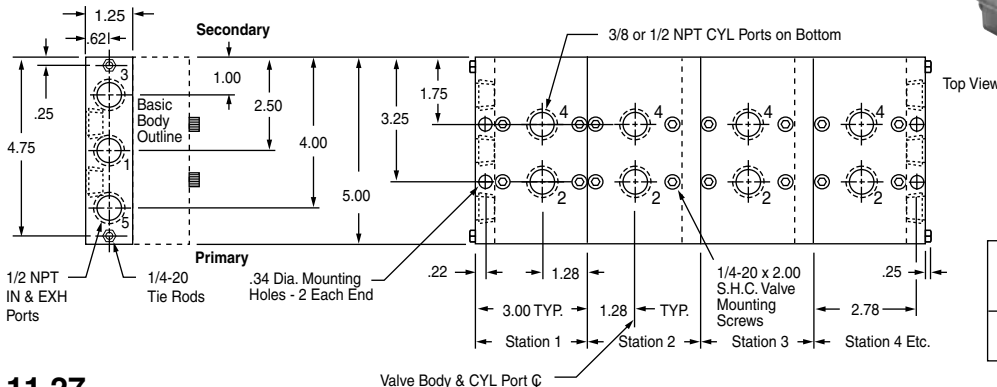 1.25
.62
Secondary
3/8 or 1/2 NPT CYL Ports on Bottom
3
1.00
.25
Basic
Body
Outline
2.50
1.75
Top View
4.75
4.00
3.25
4
4
4
4
1
5.00
2
2
2
2
5
Primary
1/2 NPT
IN & EXH
Ports
1/4-20
Tie Rods
.34 Dia. Mounting
Holes - 2 Each End
.22
1.28
1/4-20 x 2.00
S.H.C. Valve
Mounting
Screws
.25
3.00 TYP.
1.28
TYP.
2.78
Station 1
Station 2
Station 3
Station 4 Etc.
Valve Body & CYL Port ℄